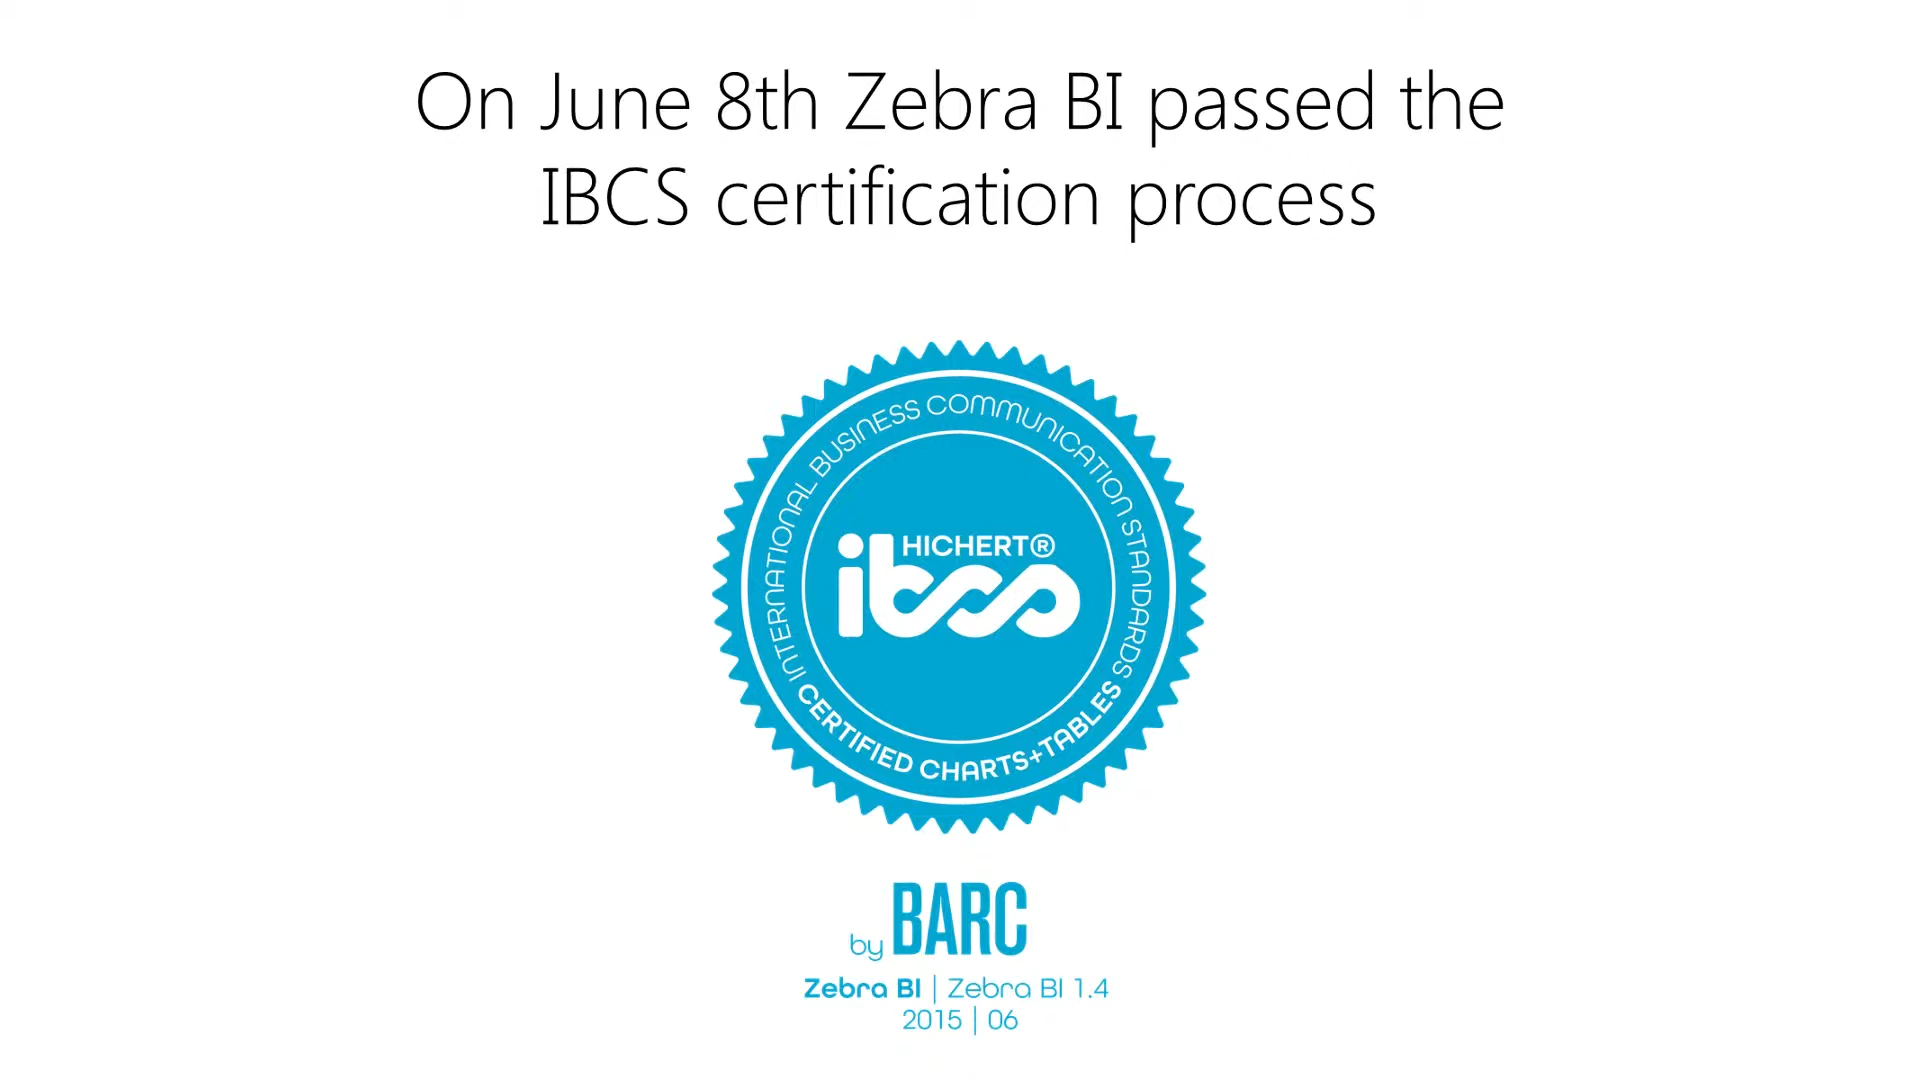 On June 8th Zebra BI passed the
IBCS certification process
INTERNATIONAL BUSINESS COMMUNICATION STANDARDS
HICHERT®
ibcs
CERTIFIED CHARTS+TABLES
by BARC
Zebra BI | Zebra BI 1.4
2015 | 06